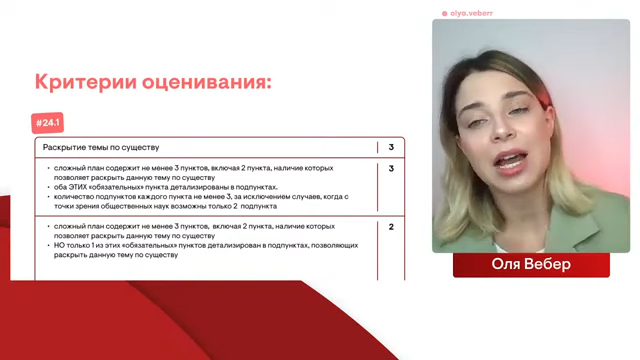 olya.veberr
Критерии оценивания:
#24.1
Раскрытие темы по существу 3
• сложный план содержит не менее 3 пунктов, включая 2 пункта, наличие которых 3
позволяет раскрыть данную тему по существу
• оба ЭТИХ «обязательных» пункта детализированы в подпунктах.
• количество подпунктов каждого пункта не менее 3, за исключением случаев, когда с
точки зрения общественных наук возможны только 2 подпункта
• сложный план содержит не менее 3 пунктов, включая 2 пункта, наличие которых 2
позволяет раскрыть данную тему по существу
• НО только 1 из этих «обязательных» пунктов детализирован в подпунктах, позволяющих
раскрыть данную тему по существу
Оля Вебер